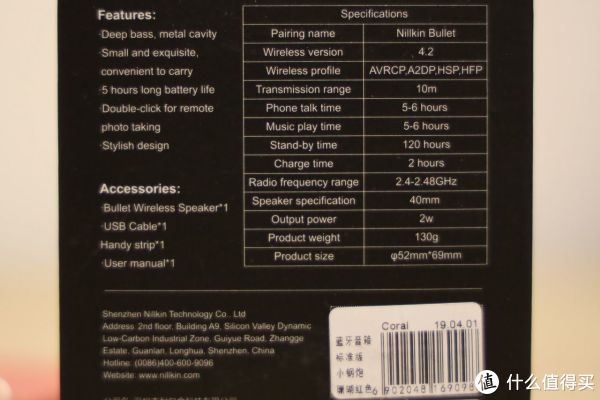 Features:
·Deep bass, metal cavity
·Small and exquisite,
convenient to carry
·5 hours long battery life
·Double-click for remote
photo taking
·Stylish design
Accessories:
·Bullet Wireless Speaker*1
·USB Cable*1
Handy strip*1
·User manual*1
Specifications
Pairing name Nillkin Bullet
Wireless version 4.2
Wireless profile AVRCP,A2DP,HSP,HFP
Transmission range 10m
Phone talk time 5-6 hours
Music play time 5-6 hours
Stand-by time 120 hours
Charge time 2 hours
Radio frequency range 2.4-2.48GHz
Speaker specification 40mm
Output power 2w
Product weight 130g
Product size φ52mm*69mm
Shenzhen Nillkin Technology Co., Ltd
Address: 2nd floor, Building A9, Silicon Valley Dynamic
Low-Carbon Industrial Zone, Guiyue Road, Zhangge
Estate, Guanlan, Longhua, Shenzhen, China
Hotline: (0086)400-600-9096
Website: www.nillkin.com
Coral 19.04.01
蓝牙音箱
标准版
小钢炮
珊瑚红色
6 902048 169098
值 什么值得买